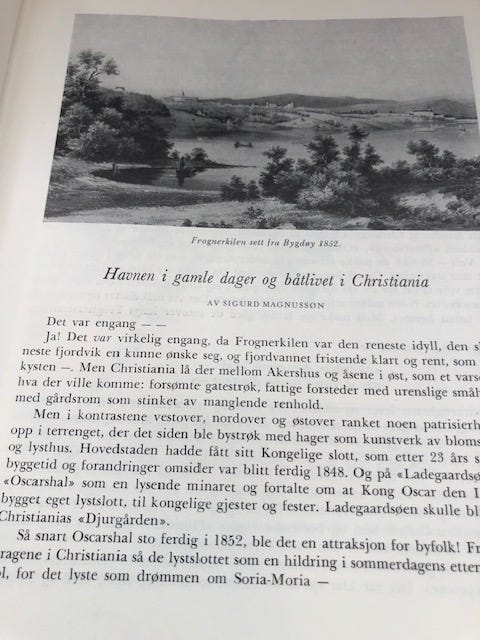 Frognerkilen sett fra Bygdøy 1852.
Havnen i gamle dager og båtlivet i Christiania
AV SIGURD MAGNUSSØN
Det var engang — —
Ja! Det var virkelig engang, da Frognerkilen var den reneste idyll, den sk
neste fjordvik en kunne ønske seg, og fjordvannet fristende klart og rent, som
kysten —. Men Christiania lå der mellom Akershus og åsene i øst, som et varse
hva der ville komme: forsømte gatestrøk, fattige forsteder med urenslige småh
med gårdsrom som stinket av manglende renhold.
Men i kontrastene vestover, nordover og østover ranket noen patrisierh
opp i terrenget, der det siden ble bystrøk med hager som kunstverk av bloms
og lysthus. Hovedstaden hadde fått sitt Kongelige slott, som etter 23 års s
byggetid og forandringer omsider var blitt ferdig 1848. Og på «Ladegaardsø
«Oscarshal» som en lysende minaret og fortalte om at Kong Oscar den I
bygget eget lystslott, til kongelige gjester og fester. Ladegaardsøen skulle bli
Christianias «Djurgården».
Så snart Oscarshal sto ferdig i 1852, ble det en attraksjon for byfolk! Fr
ragene i Christiania så de lystslottet som en hildring i sommerdagens etter
ol, for det lyste som drømmen om Soria-Moria —